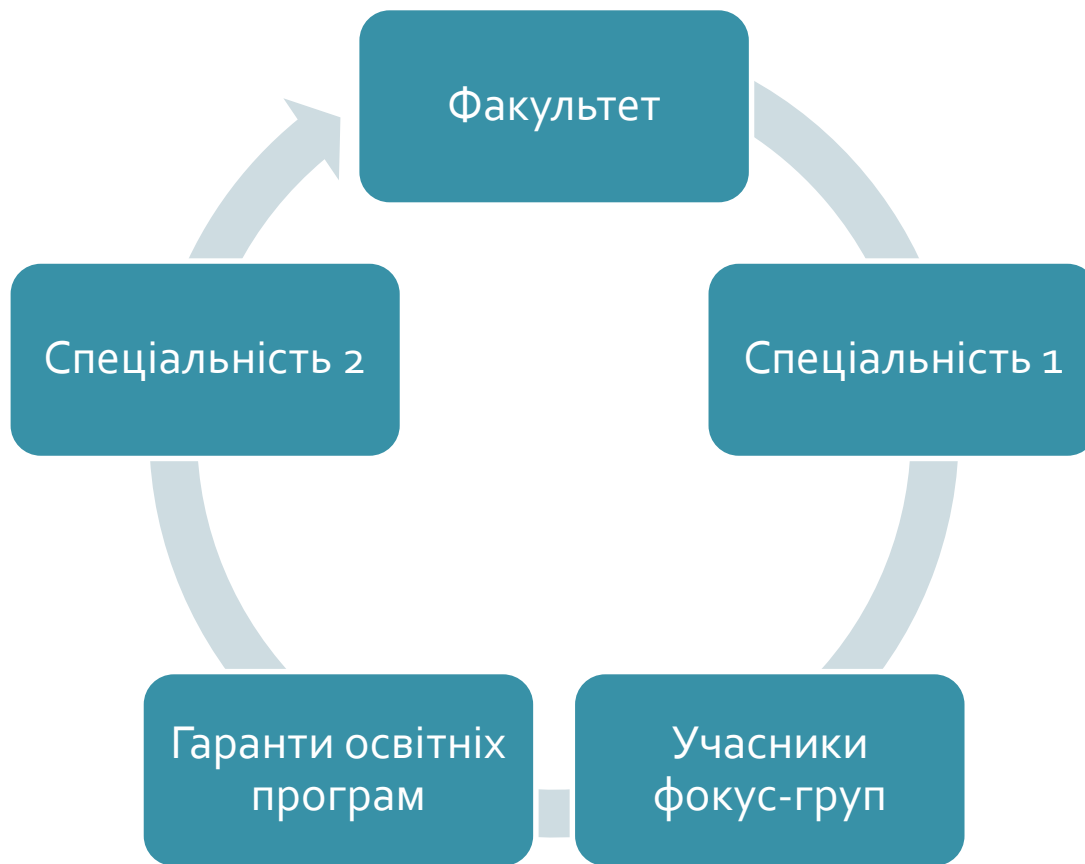 Факультет
Спеціальність 1
Учасники
фокус-груп
Гаранти освітніх
програм
Спеціальність 2